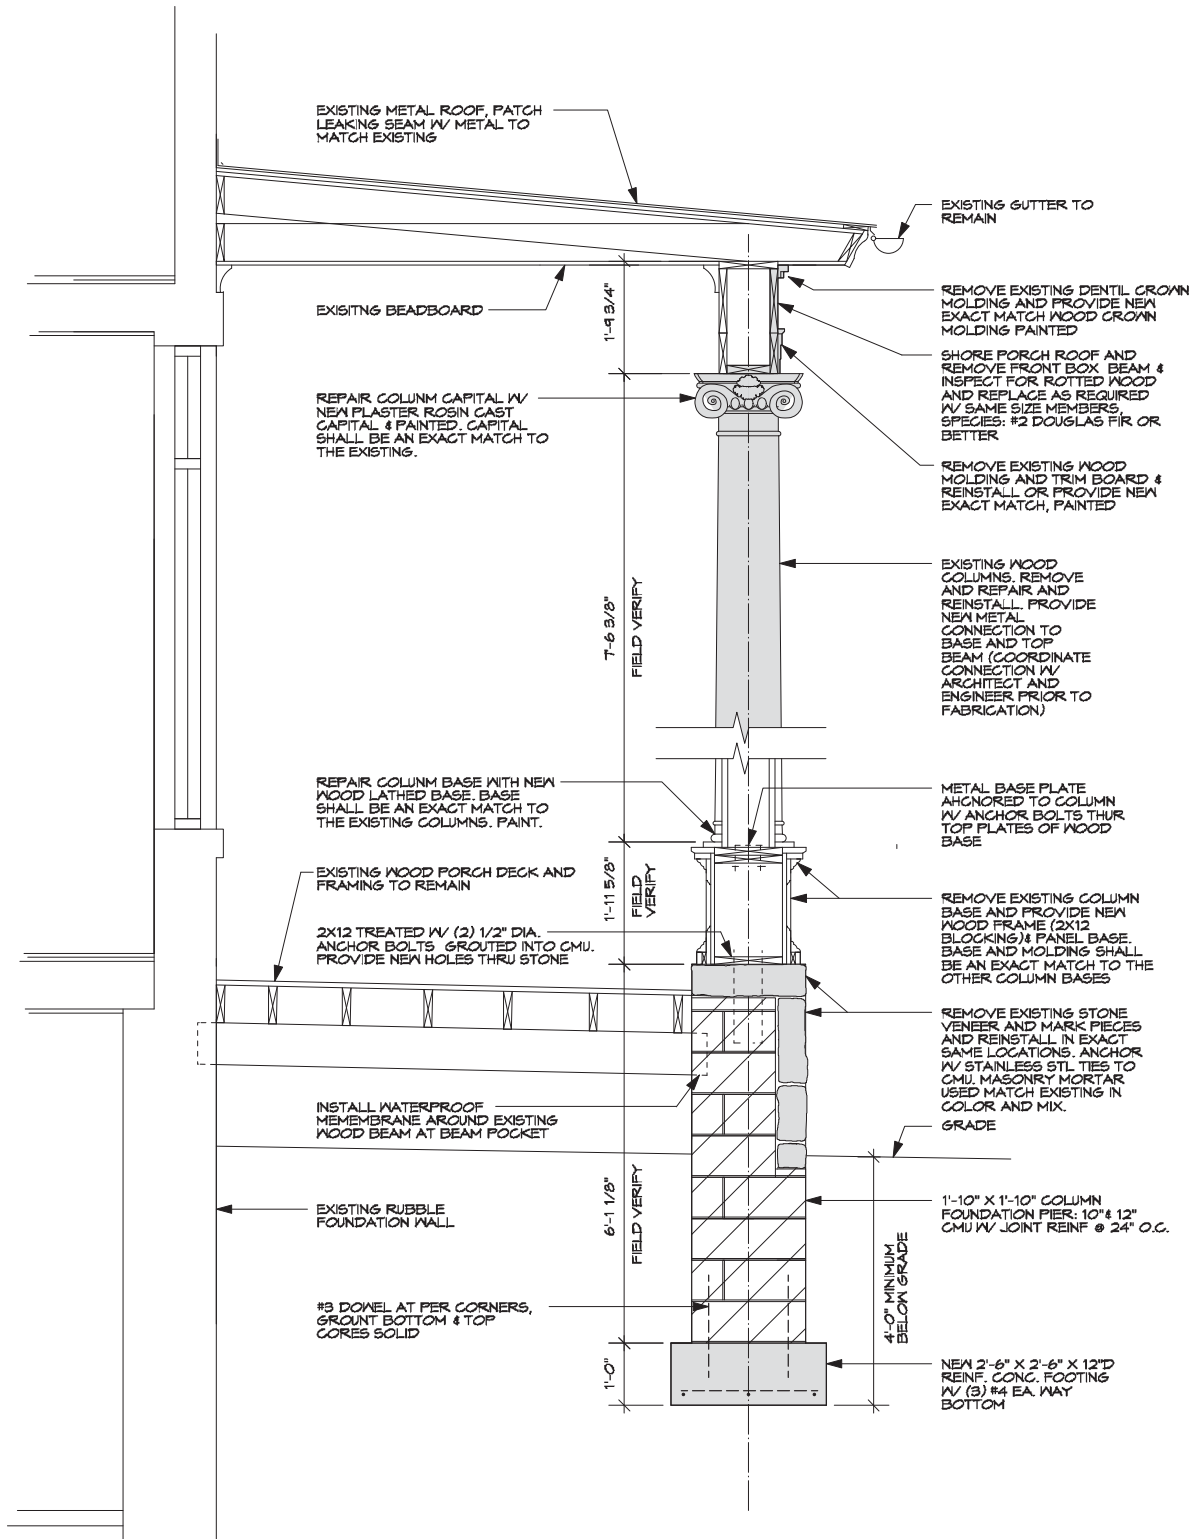 EXISTING METAL ROOF, PATCH
LEAKING SEAM W/ METAL TO
MATCH EXISTING
EXISTING GUTTER TO
REMAIN
EXISITNG BEADBOARD
1'-9 3/4"
REMOVE EXISTING DENTIL CROWN
MOLDING AND PROVIDE NEW
EXACT MATCH WOOD CROWN
MOLDING PAINTED
SHORE PORCH ROOF AND
REMOVE FRONT BOX BEAM &
INSPECT FOR ROTTED WOOD
AND REPLACE AS REQUIRED
W/ SAME SIZE MEMBERS,
SPECIES: #2 DOUGLAS FIR OR
BETTER
REPAIR COLUNM CAPITAL W/
NEW PLASTER ROSIN CAST
CAPITAL & PAINTED. CAPITAL
SHALL BE AN EXACT MATCH TO
THE EXISTING.
REMOVE EXISTING WOOD
MOLDING AND TRIM BOARD &
REINSTALL OR PROVIDE NEW
EXACT MATCH, PAINTED
7'-6 3/8"
FIELD VERIFY
EXISTING WOOD
COLUMNS. REMOVE
AND REPAIR AND
REINSTALL. PROVIDE
NEW METAL
CONNECTION TO
BASE AND TOP
BEAM (COORDINATE
CONNECTION W/
ARCHITECT AND
ENGINEER PRIOR TO
FABRICATION)
REPAIR COLUNM BASE WITH NEW
WOOD LATHED BASE. BASE
SHALL BE AN EXACT MATCH TO
THE EXISTING COLUMNS. PAINT.
METAL BASE PLATE
AHCNORED TO COLUMN
W/ ANCHOR BOLTS THUR
TOP PLATES OF WOOD
BASE
EXISTING WOOD PORCH DECK AND
FRAMING TO REMAIN
1'-11 5/8"
FIELD
VERIFY
2X12 TREATED W/ (2) 1/2" DIA.
ANCHOR BOLTS GROUTED INTO CMU.
PROVIDE NEW HOLES THRU STONE
REMOVE EXISTING COLUMN
BASE AND PROVIDE NEW
WOOD FRAME (2X12
BLOCKING)& PANEL BASE.
BASE AND MOLDING SHALL
BE AN EXACT MATCH TO THE
OTHER COLUMN BASES
REMOVE EXISTING STONE
VENEER AND MARK PIECES
AND REINSTALL IN EXACT
SAME LOCATIONS. ANCHOR
W/ STAINLESS STL TIES TO
CMU. MASONRY MORTAR
USED MATCH EXISTING IN
COLOR AND MIX.
INSTALL WATERPROOF
MEMEMBRANE AROUND EXISTING
WOOD BEAM AT BEAM POCKET
GRADE
EXISTING RUBBLE
FOUNDATION WALL
6'-1 1/8"
FIELD VERIFY
1'-10" X 1'-10" COLUMN
FOUNDATION PIER: 10"& 12"
CMU W/ JOINT REINF @ 24" O.C.
4'-0" MINIMUM
BELOW GRADE
#3 DOWEL AT PER CORNERS,
GROUNT BOTTOM & TOP
CORES SOLID
1'-0"
NEW 2'-6" X 2'-6" X 12"D
REINF. CONC. FOOTING
W/ (3) #4 EA. WAY
BOTTOM